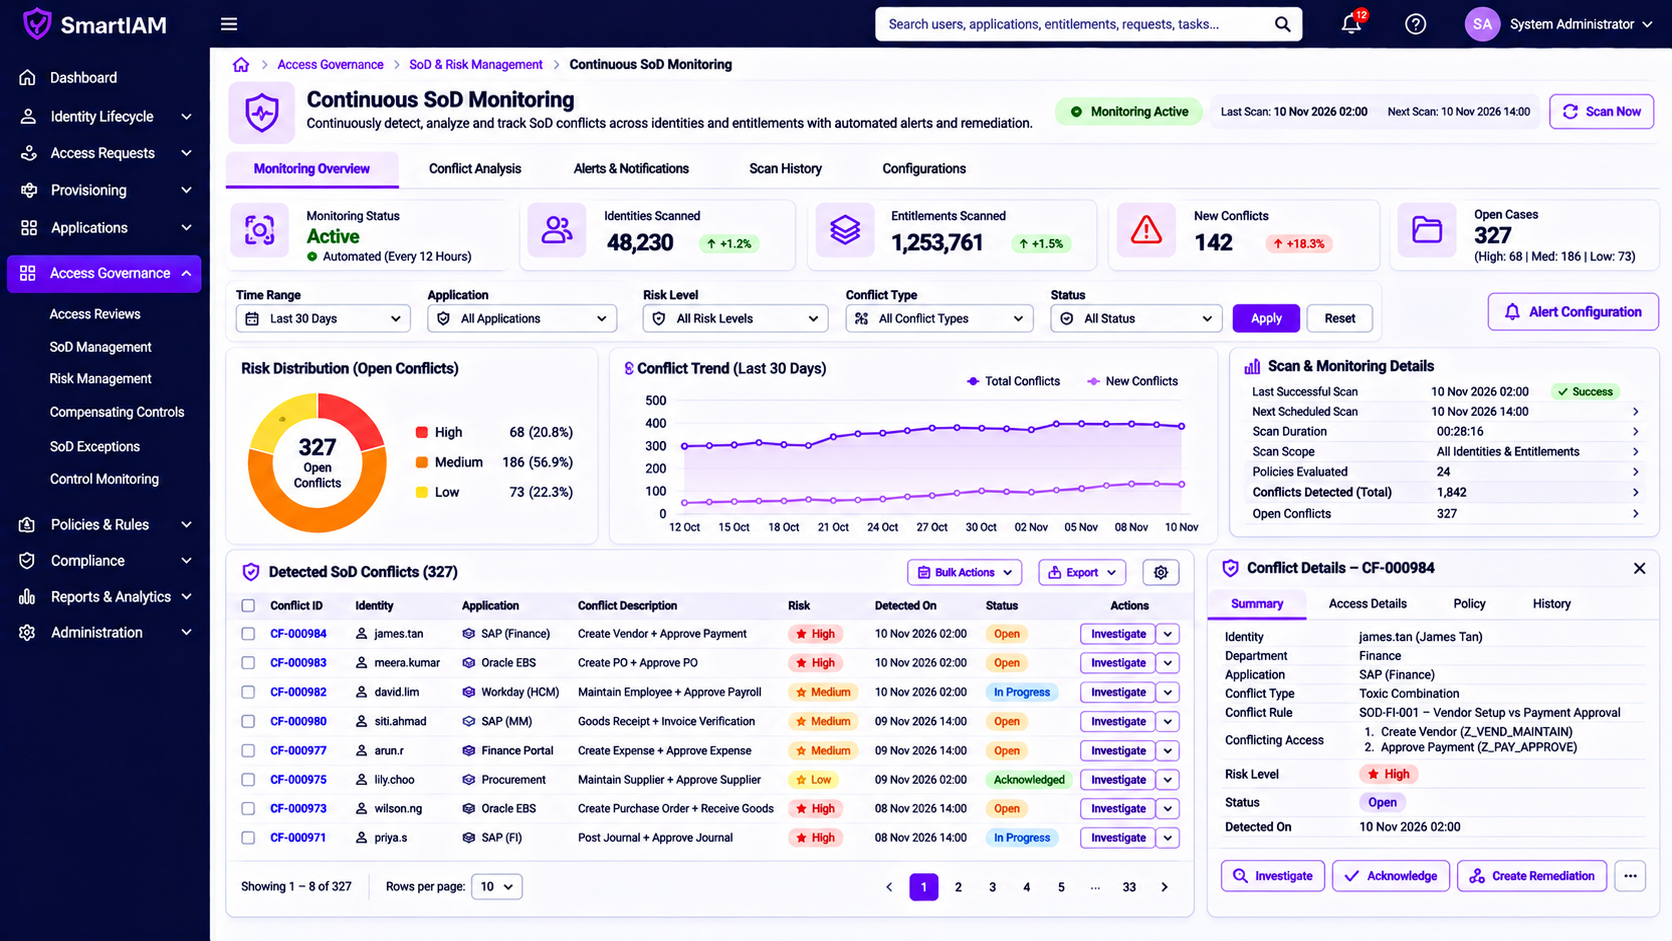 SmartIAM
Search users, applications, entitlements, requests, tasks...
12
SA
System Administrator
Dashboard
Identity Lifecycle
Access Requests
Provisioning
Applications
Access Governance
Access Reviews
SoD Management
Risk Management
Compensating Controls
SoD Exceptions
Control Monitoring
Policies & Rules
Compliance
Reports & Analytics
Administration
Access Governance > SoD & Risk Management > Continuous SoD Monitoring
Continuous SoD Monitoring
Continuously detect, analyze and track SoD conflicts across identities and entitlements with automated alerts and remediation.
Monitoring Active
Last Scan: 10 Nov 2026 02:00
Next Scan: 10 Nov 2026 14:00
Scan Now
Monitoring Overview
Conflict Analysis
Alerts & Notifications
Scan History
Configurations
Monitoring Status
Active
Automated (Every 12 Hours)
Identities Scanned
48,230
↑ +1.2%
Entitlements Scanned
1,253,761
↑ +1.5%
New Conflicts
142
↑ +18.3%
Open Cases
327
(High: 68 | Med: 186 | Low: 73)
Time Range
Last 30 Days
Application
All Applications
Risk Level
All Risk Levels
Conflict Type
All Conflict Types
Status
All Status
Apply
Reset
Alert Configuration
Risk Distribution (Open Conflicts)
327
Open
Conflicts
High 68 (20.8%)
Medium 186 (56.9%)
Low 73 (22.3%)
Conflict Trend (Last 30 Days)
Total Conflicts
New Conflicts
500
400
300
200
100
0
12 Oct 15 Oct 18 Oct 21 Oct 24 Oct 27 Oct 30 Oct 02 Nov 05 Nov 08 Nov 10 Nov
Scan & Monitoring Details
Last Successful Scan 10 Nov 2026 02:00 Success
Next Scheduled Scan 10 Nov 2026 14:00
Scan Duration 00:28:16
Scan Scope All Identities & Entitlements
Policies Evaluated 24
Conflicts Detected (Total) 1,842
Open Conflicts 327
Detected SoD Conflicts (327)
Bulk Actions
Export
Conflict ID Identity Application Conflict Description Risk Detected On Status Actions
CF-000984 james.tan SAP (Finance) Create Vendor + Approve Payment High 10 Nov 2026 02:00 Open Investigate
CF-000983 meera.kumar Oracle EBS Create PO + Approve PO High 10 Nov 2026 02:00 Open Investigate
CF-000982 david.lim Workday (HCM) Maintain Employee + Approve Payroll Medium 10 Nov 2026 02:00 In Progress Investigate
CF-000980 siti.ahmad SAP (MM) Goods Receipt + Invoice Verification Medium 09 Nov 2026 14:00 Open Investigate
CF-000977 arun.r Finance Portal Create Expense + Approve Expense Medium 09 Nov 2026 14:00 Open Investigate
CF-000975 lily.choo Procurement Maintain Supplier + Approve Supplier Low 09 Nov 2026 02:00 Acknowledged Investigate
CF-000973 wilson.ng Oracle EBS Create Purchase Order + Receive Goods High 08 Nov 2026 14:00 Open Investigate
CF-000971 priya.s SAP (FI) Post Journal + Approve Journal High 08 Nov 2026 14:00 In Progress Investigate
Showing 1 – 8 of 327
Rows per page: 10
1 2 3 4 5 ... 33
Conflict Details – CF-000984
Summary
Access Details
Policy
History
Identity james.tan (James Tan)
Department Finance
Application SAP (Finance)
Conflict Type Toxic Combination
Conflict Rule SOD-FI-001 – Vendor Setup vs Payment Approval
Conflicting Access
1. Create Vendor (Z_VEND_MAINTAIN)
2. Approve Payment (Z_PAY_APPROVE)
Risk Level High
Status Open
Detected On 10 Nov 2026 02:00
Investigate
Acknowledge
Create Remediation